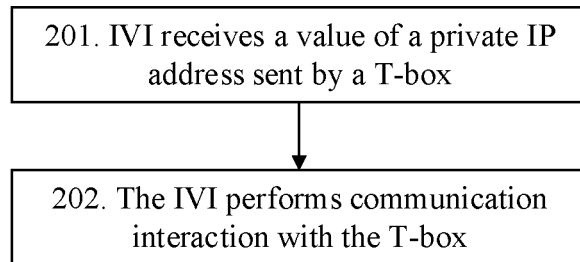 201. IVI receives a value of a private IP
address sent by a T-box
202. The IVI performs communication
interaction with the T-box